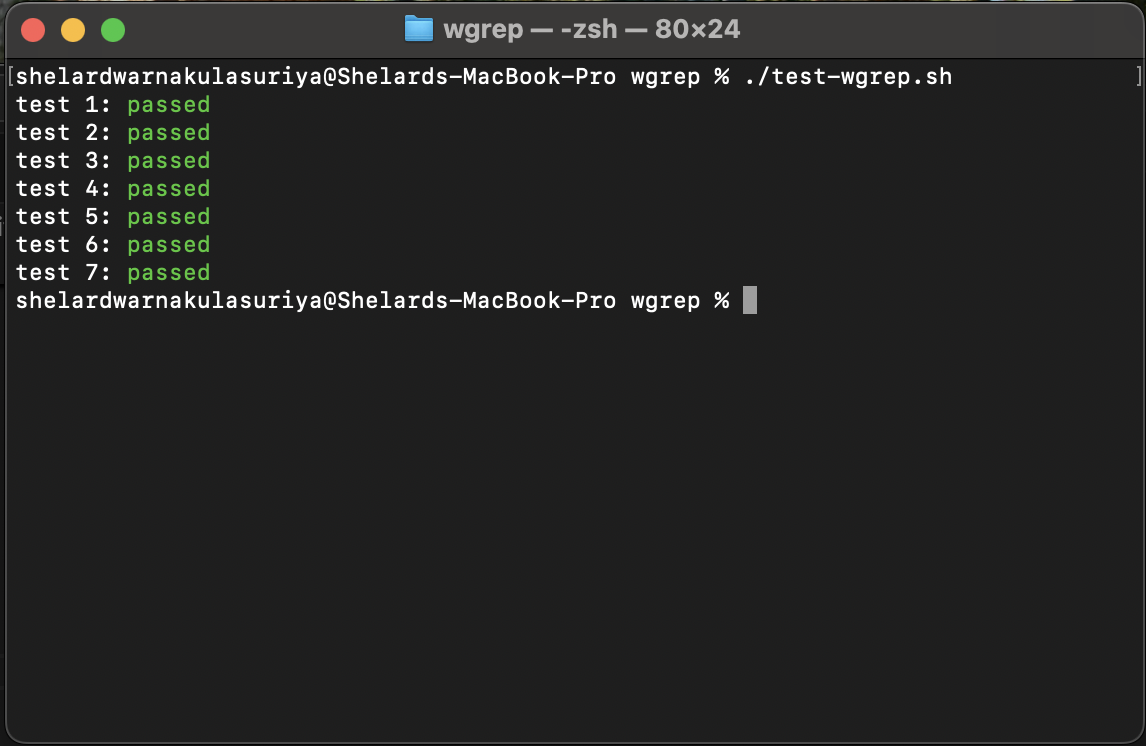 wgrep — -zsh — 80×24
[shelardwarnakulasuriya@Shelards-MacBook-Pro wgrep % ./test-wgrep.sh ]
test 1: passed
test 2: passed
test 3: passed
test 4: passed
test 5: passed
test 6: passed
test 7: passed
shelardwarnakulasuriya@Shelards-MacBook-Pro wgrep %